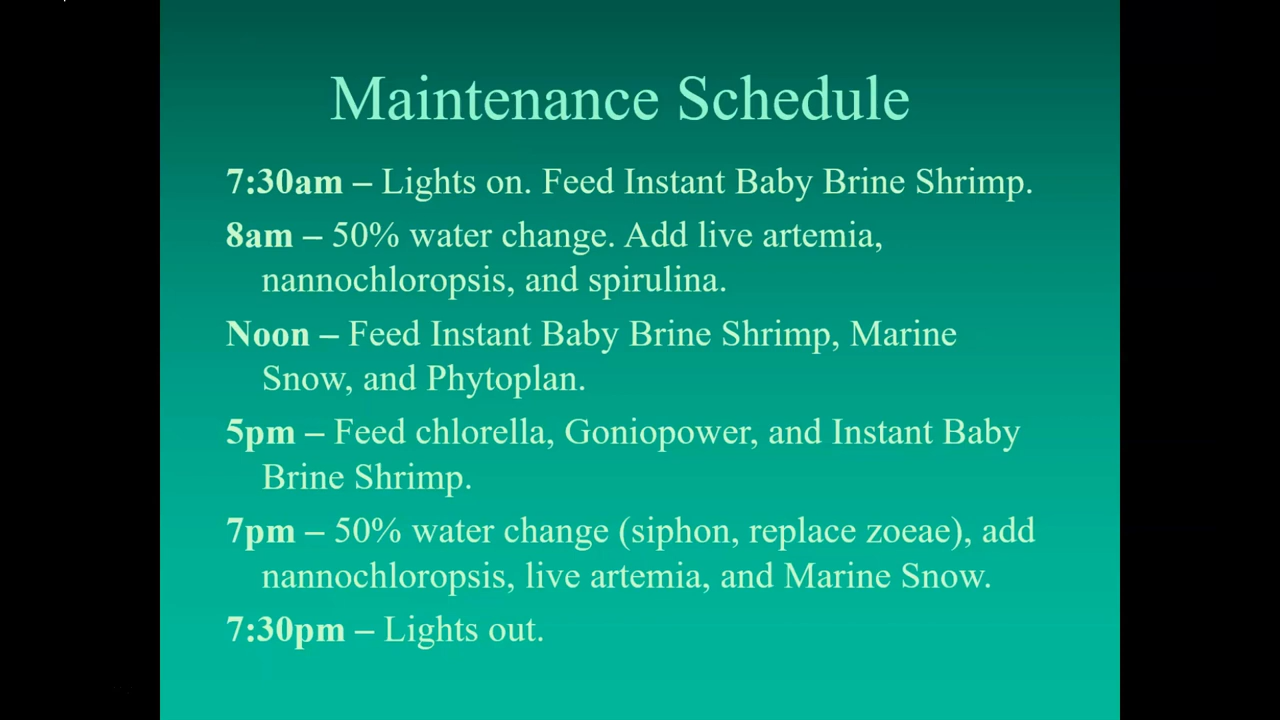 Maintenance Schedule
7:30am – Lights on. Feed Instant Baby Brine Shrimp.
8am – 50% water change. Add live artemia,
nannochloropsis, and spirulina.
Noon – Feed Instant Baby Brine Shrimp, Marine
Snow, and Phytoplan.
5pm – Feed chlorella, Goniopower, and Instant Baby
Brine Shrimp.
7pm – 50% water change (siphon, replace zoeae), add
nannochloropsis, live artemia, and Marine Snow.
7:30pm – Lights out.